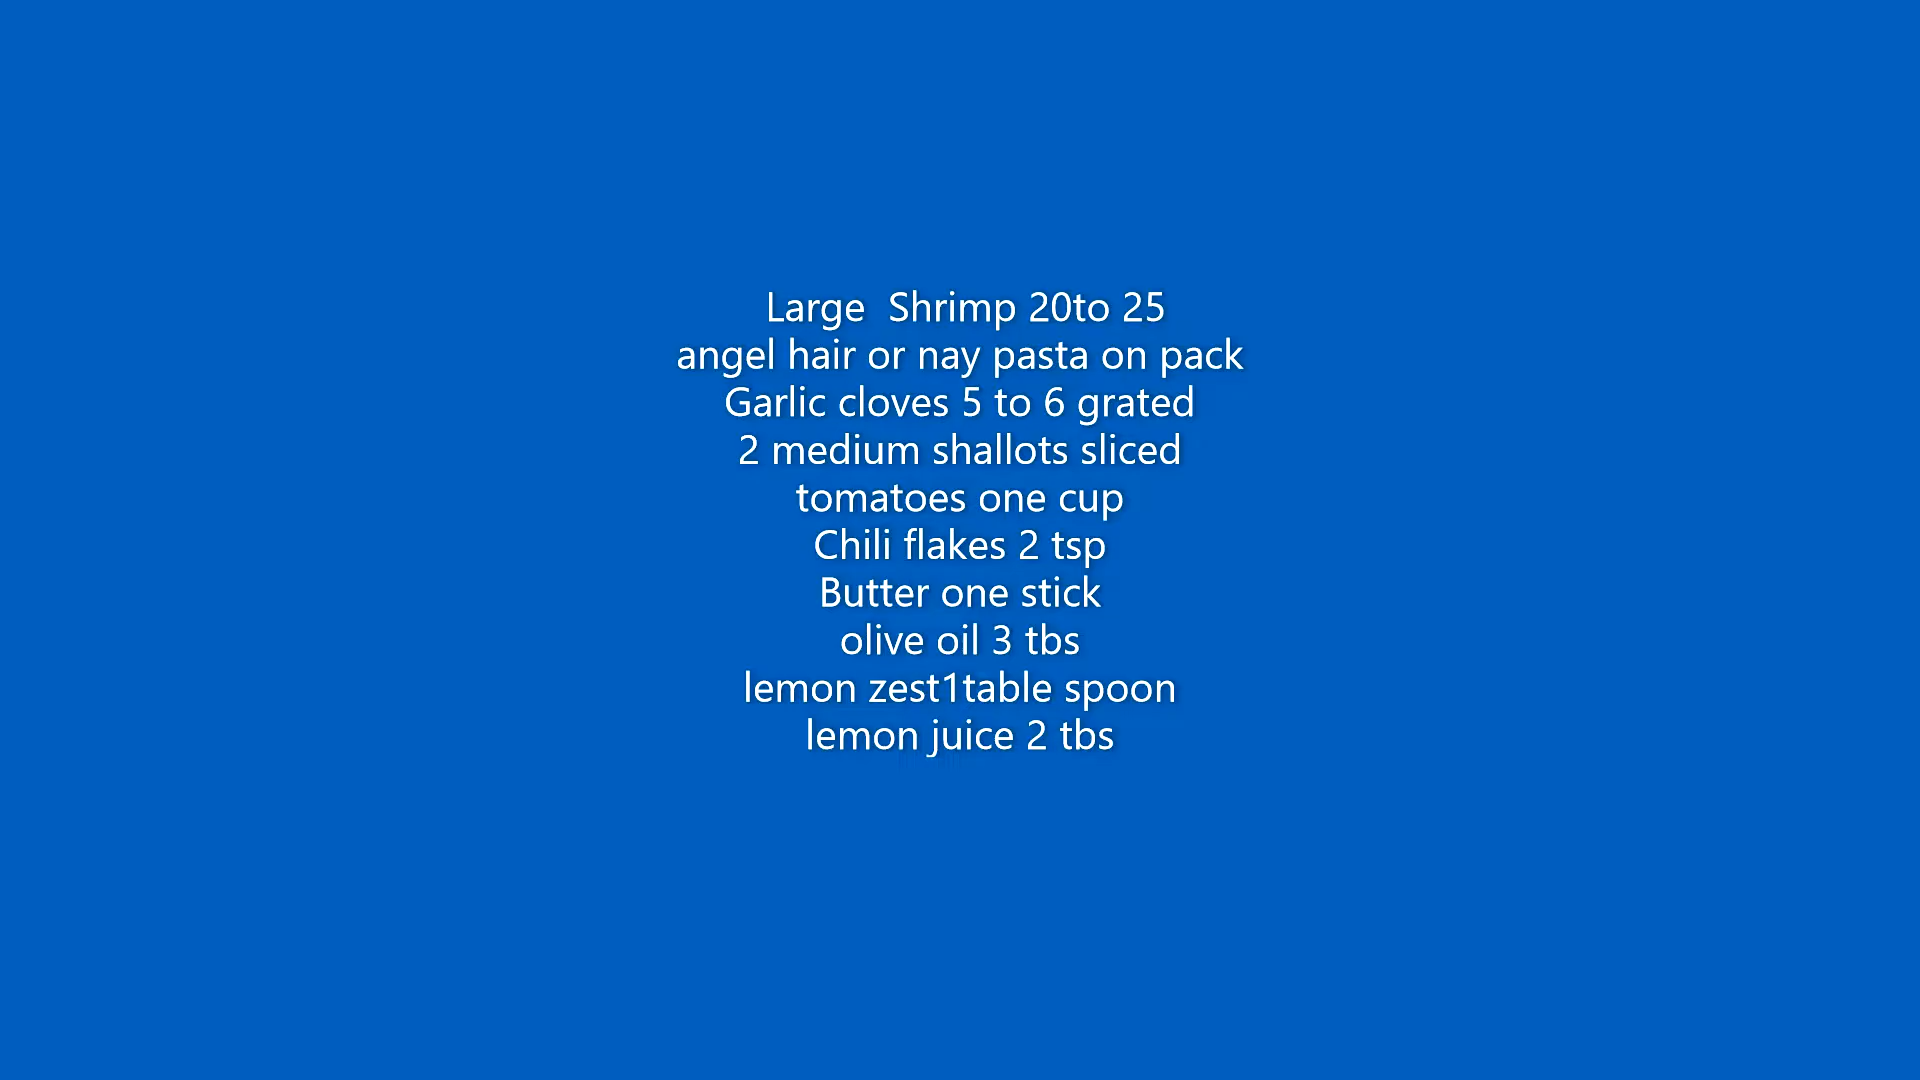 Large  Shrimp 20to 25
angel hair or nay pasta on pack
Garlic cloves 5 to 6 grated
2 medium shallots sliced
tomatoes one cup
Chili flakes 2 tsp
Butter one stick
olive oil 3 tbs
lemon zest1table spoon
lemon juice 2 tbs